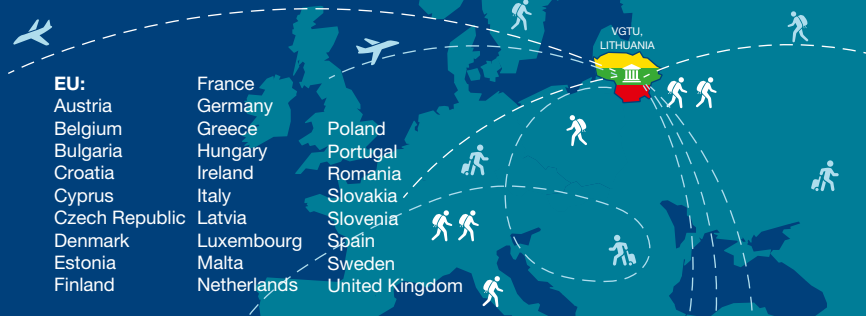 VGTU,
LITHUANIA
EU:
Austria
Belgium
Bulgaria
Croatia
Cyprus
Czech Republic
Denmark
Estonia
Finland
France
Germany
Greece
Hungary
Ireland
Italy
Latvia
Luxembourg
Malta
Netherlands
Poland
Portugal
Romania
Slovakia
Slovenia
Spain
Sweden
United Kingdom